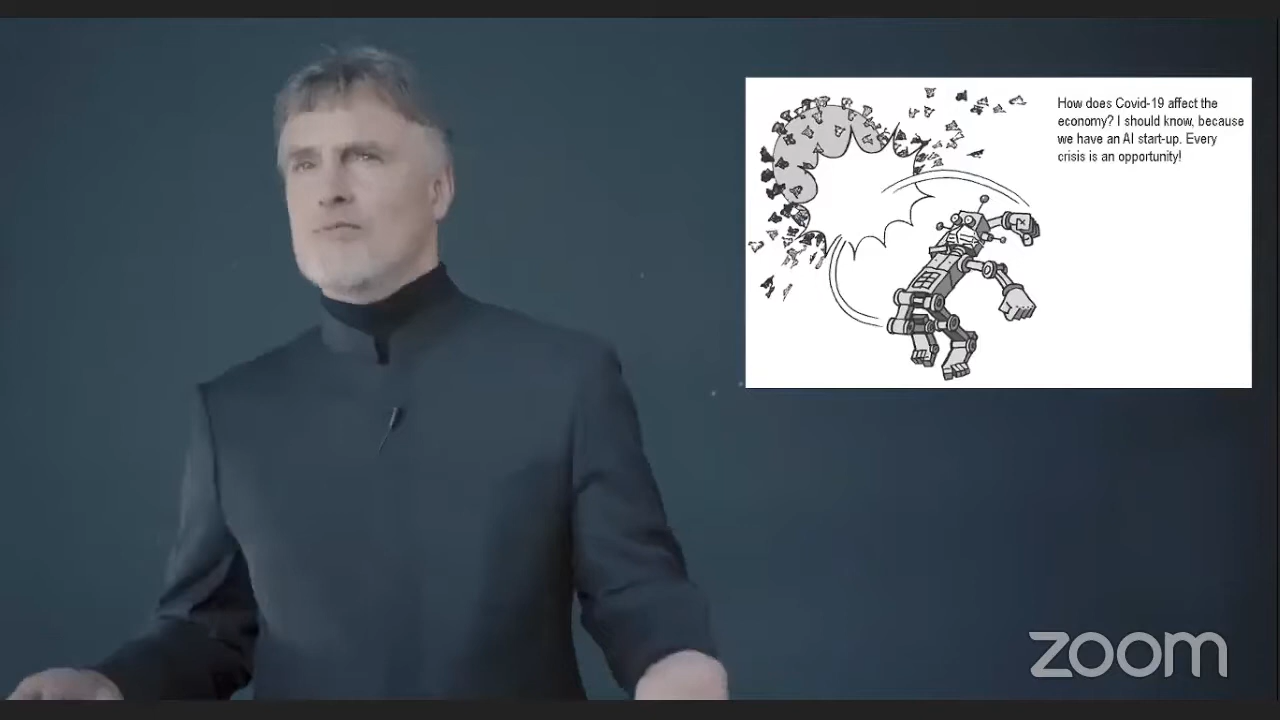 How does Covid-19 affect the
economy? I should know, because
we have an AI start-up. Every
crisis is an opportunity!
zoom